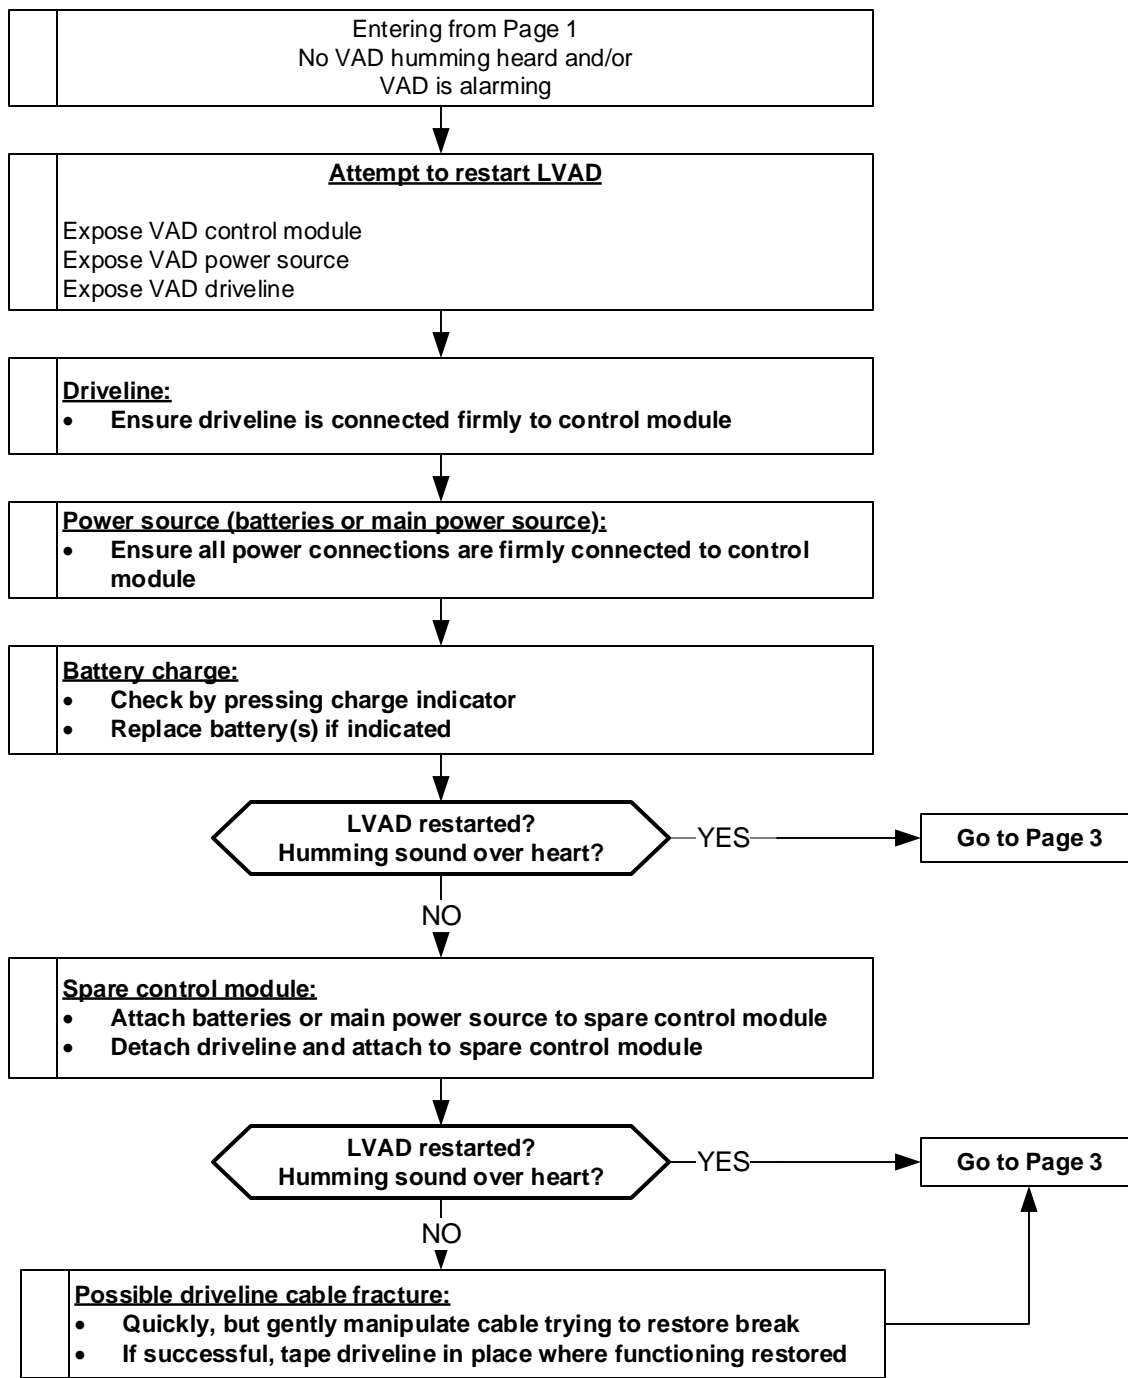 Entering from Page 1
No VAD humming heard and/or
VAD is alarming
Attempt to restart LVAD
Expose VAD control module
Expose VAD power source
Expose VAD driveline
Driveline:
• Ensure driveline is connected firmly to control module
Power source (batteries or main power source):
• Ensure all power connections are firmly connected to control
module
Battery charge:
• Check by pressing charge indicator
• Replace battery(s) if indicated
LVAD restarted?
Humming sound over heart?
YES
Go to Page 3
NO
Spare control module:
• Attach batteries or main power source to spare control module
• Detach driveline and attach to spare control module
LVAD restarted?
Humming sound over heart?
YES
Go to Page 3
NO
Possible driveline cable fracture:
• Quickly, but gently manipulate cable trying to restore break
• If successful, tape driveline in place where functioning restored